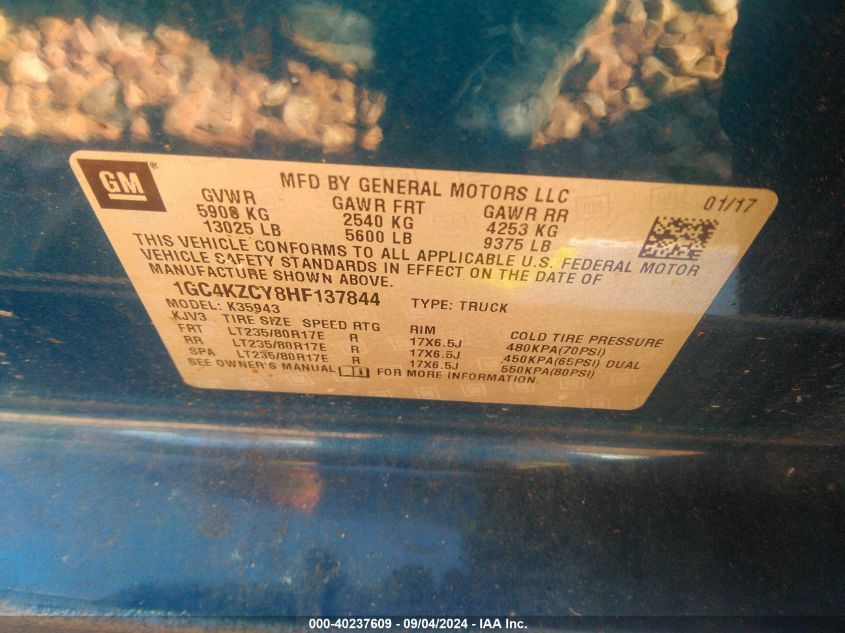 GM ®
MFD BY GENERAL MOTORS LLC 01/17
GVWR GAWR FRT GAWR RR
5908 KG 2540 KG 4253 KG
13025 LB 5600 LB 9375 LB
THIS VEHICLE CONFORMS TO ALL APPLICABLE U.S. FEDERAL MOTOR
VEHICLE SAFETY STANDARDS IN EFFECT ON THE DATE OF
MANUFACTURE SHOWN ABOVE.
1GC4KZCY8HF137844 TYPE: TRUCK
MODEL: K35943
KJV3 TIRE SIZE SPEED RTG RIM COLD TIRE PRESSURE
FRT LT235/80R17E R 17X6.5J 480KPA(70PSI)
RR LT235/80R17E R 17X6.5J 450KPA(65PSI) DUAL
SPA LT235/80R17E R 17X6.5J 550KPA(80PSI)
SEE OWNER'S MANUAL FOR MORE INFORMATION.
000-40237609 - 09/04/2024 - IAA Inc.